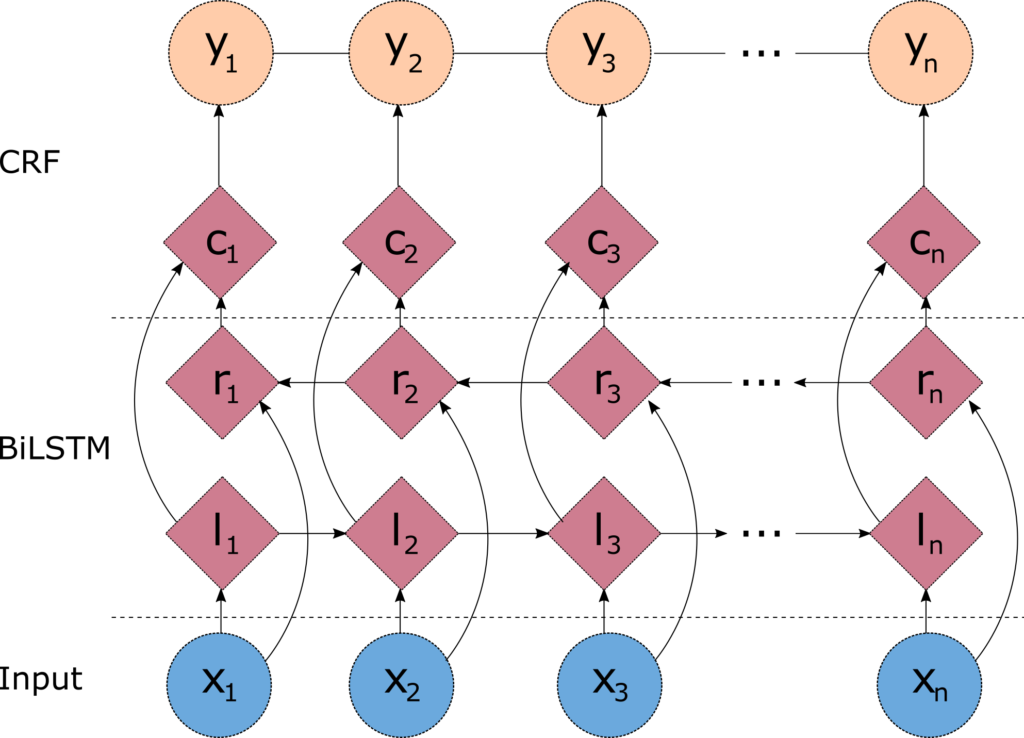 y1 y2 y3 ... yn
CRF
c1 c2 c3 cn
r1 r2 r3 ... rn
BiLSTM
l1 l2 l3 ... ln
Input
x1 x2 x3 xn